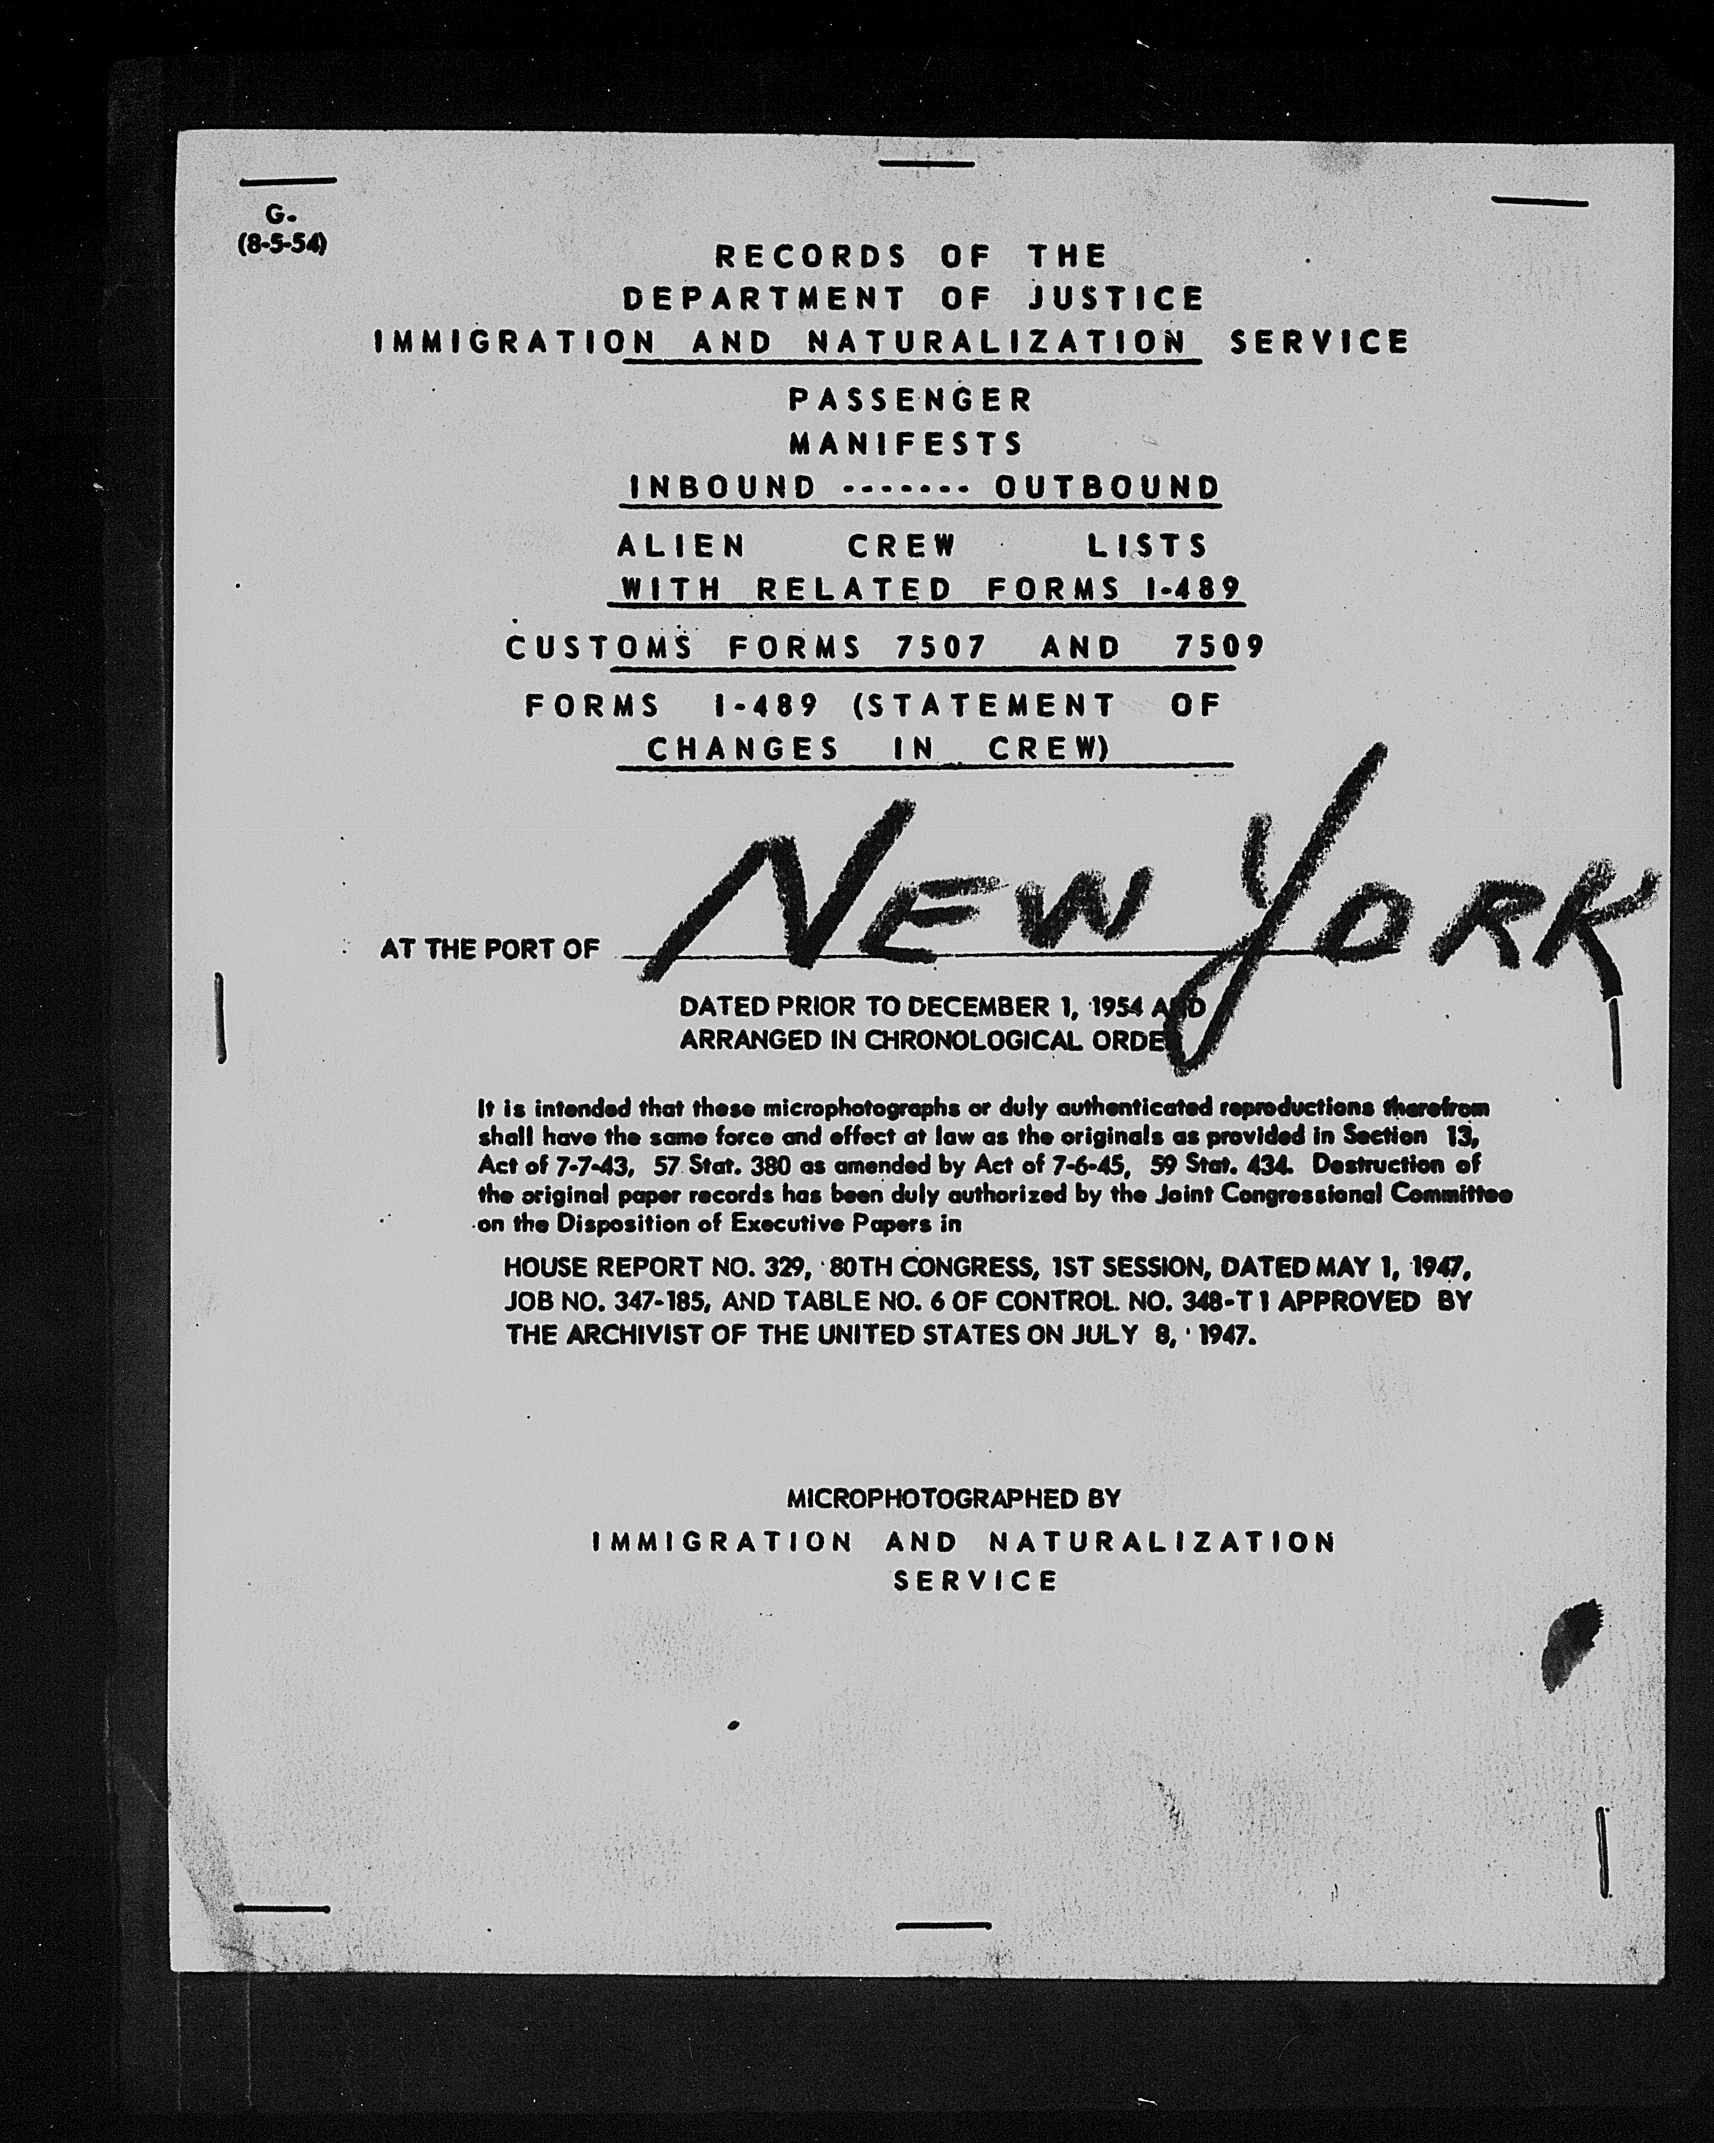 G.
(8-5-54)
RECORDS OF THE
DEPARTMENT OF JUSTICE
IMMIGRATION AND NATURALIZATION SERVICE
PASSENGER
MANIFESTS
INBOUND ------- OUTBOUND
ALIEN CREW LISTS
WITH RELATED FORMS I-489
CUSTOMS FORMS 7507 AND 7509
FORMS I-489 (STATEMENT OF
CHANGES IN CREW)
AT THE PORT OF NEW YORK
DATED PRIOR TO DECEMBER 1, 1954 AND
ARRANGED IN CHRONOLOGICAL ORDER
It is intended that these microphotographs or duly authenticated reproductions therefrom
shall have the same force and effect at law as the originals as provided in Section 13,
Act of 7-7-43, 57 Stat. 380 as amended by Act of 7-6-45, 59 Stat. 434. Destruction of
the original paper records has been duly authorized by the Joint Congressional Committee
on the Disposition of Executive Papers in
HOUSE REPORT NO. 329, 80TH CONGRESS, 1ST SESSION, DATED MAY 1, 1947,
JOB NO. 347-185, AND TABLE NO. 6 OF CONTROL NO. 348-T1 APPROVED BY
THE ARCHIVIST OF THE UNITED STATES ON JULY 8, 1947.
MICROPHOTOGRAPHED BY
IMMIGRATION AND NATURALIZATION
SERVICE